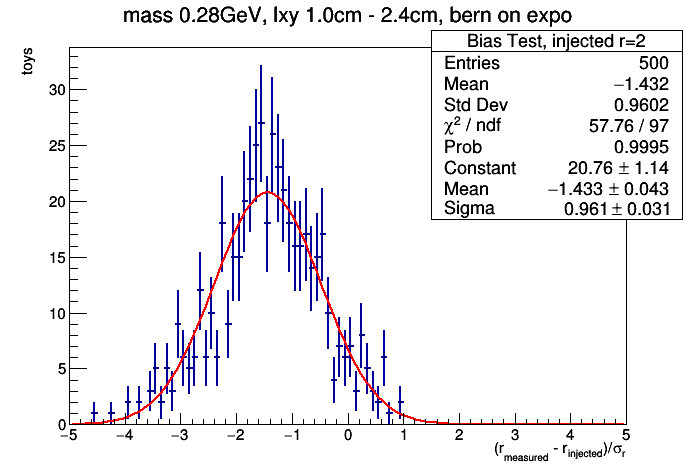 mass 0.28GeV, lxy 1.0cm - 2.4cm, bern on expo
toys
Bias Test, injected r=2
Entries 500
Mean −1.432
Std Dev 0.9602
χ² / ndf 57.76 / 97
Prob 0.9995
Constant 20.76 ± 1.14
Mean −1.433 ± 0.043
Sigma 0.961 ± 0.031
30
25
20
15
10
5
0
−5 −4 −3 −2 −1 0 1 2 3 4 5
(r_measured - r_injected)/σ_r